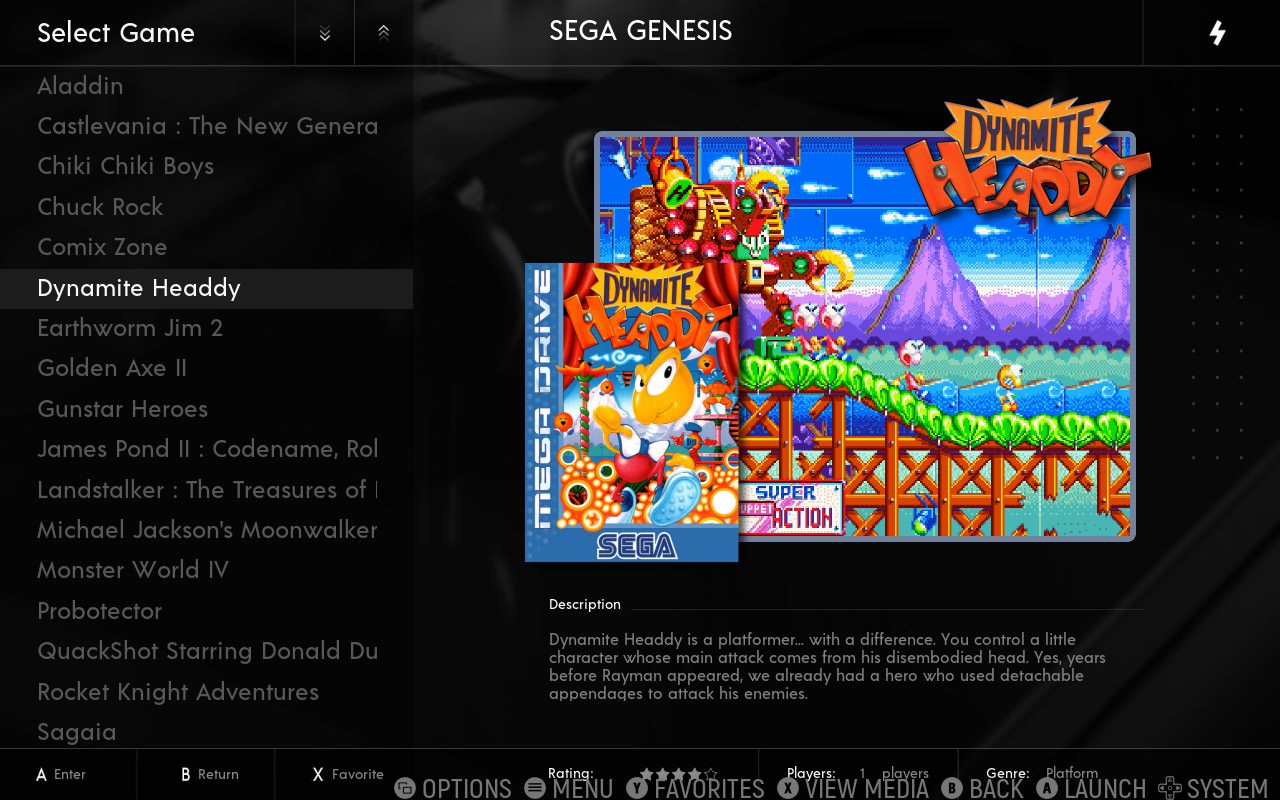 Select Game
SEGA GENESIS
Aladdin
Castlevania : The New Genera
Chiki Chiki Boys
Chuck Rock
Comix Zone
Dynamite Headdy
Earthworm Jim 2
Golden Axe II
Gunstar Heroes
James Pond II : Codename, Rol
Landstalker : The Treasures of
Michael Jackson's Moonwalker
Monster World IV
Probotector
QuackShot Starring Donald Du
Rocket Knight Adventures
Sagaia
DYNAMITE
HEADDY
MEGA DRIVE
DYNAMITE
HEADDY
SEGA
SUPER
UPPET
ACTION
Description
Dynamite Headdy is a platformer... with a difference. You control a little
character whose main attack comes from his disembodied head. Yes, years
before Rayman appeared, we already had a hero who used detachable
appendages to attack his enemies.
A Enter
B Return
X Favorite
Rating:
Players: 1 players
Genre: Platform
OPTIONS MENU Y FAVORITES X VIEW MEDIA B BACK A LAUNCH SYSTEM